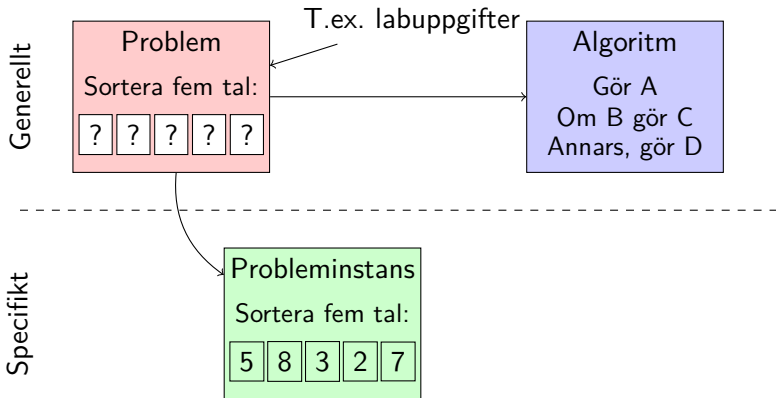 T.ex. labuppgifter
Generellt
Problem
Sortera fem tal:
? ? ? ? ?
Algoritm
Gör A
Om B gör C
Annars, gör D
Specifikt
Probleminstans
Sortera fem tal:
5 8 3 2 7